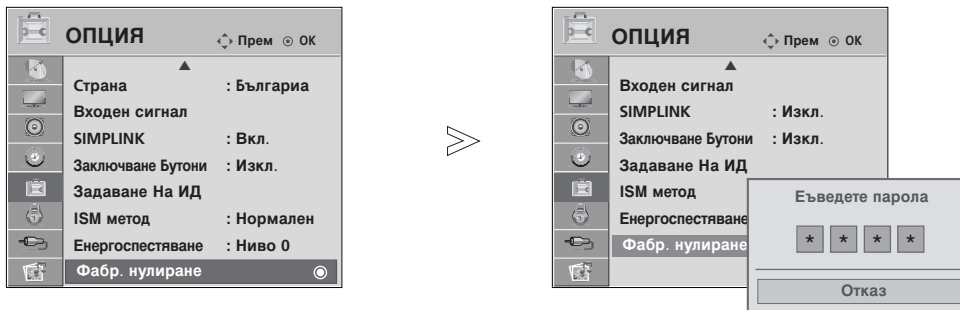 ОПЦИЯ Прем ОК
Страна : Българиа
Входен сигнал
SIMPLINK : Вкл.
Заключване Бутони : Изкл.
Задаване На ИД
ISM метод : Нормален
Енергоспестяване : Ниво 0
Фабр. нулиране
ОПЦИЯ Прем ОК
Входен сигнал
SIMPLINK : Изкл.
Заключване Бутони : Изкл.
Задаване На ИД
ISM метод
Енергоспестяване
Фабр. нулиране
Еъведете парола
* * * *
Отказ